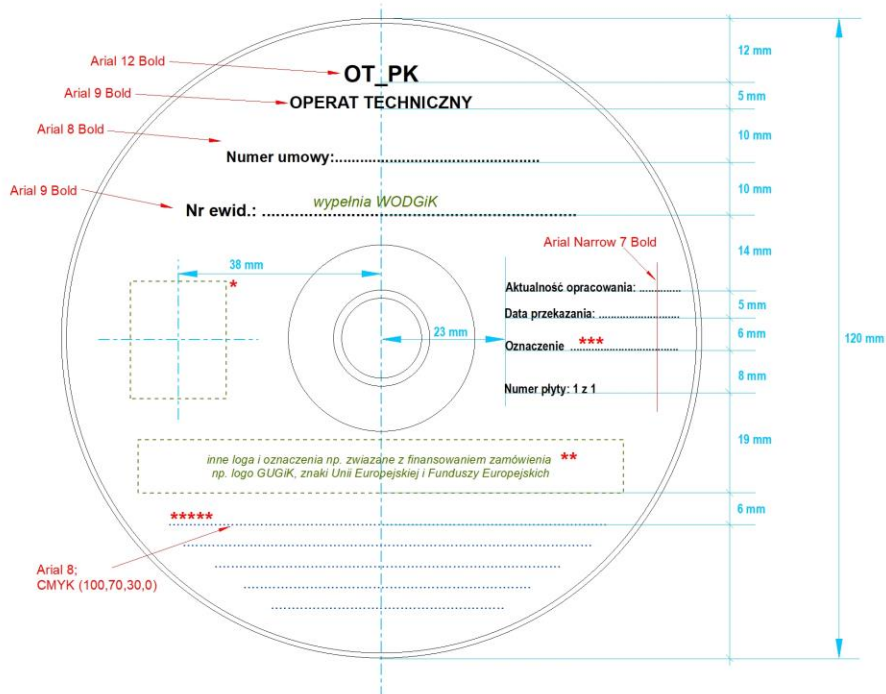 Arial 12 Bold
12 mm
OT_PK
Arial 9 Bold
5 mm
OPERAT TECHNICZNY
Arial 8 Bold
10 mm
Numer umowy:..................................................
Arial 9 Bold
10 mm
wypełnia WODGiK
Nr ewid.: ..................................................................
Arial Narrow 7 Bold
14 mm
38 mm
*
Aktualność opracowania: ............
5 mm
Data przekazania: ..........................
23 mm
6 mm
120 mm
Oznaczenie ***
..........................
8 mm
Numer płyty: 1 z 1
19 mm
inne loga i oznaczenia np. zwiazane z finansowaniem zamówienia **
np. logo GUGiK, znaki Unii Europejskiej i Funduszy Europejskich
6 mm
*****
Arial 8;
CMYK (100,70,30,0)